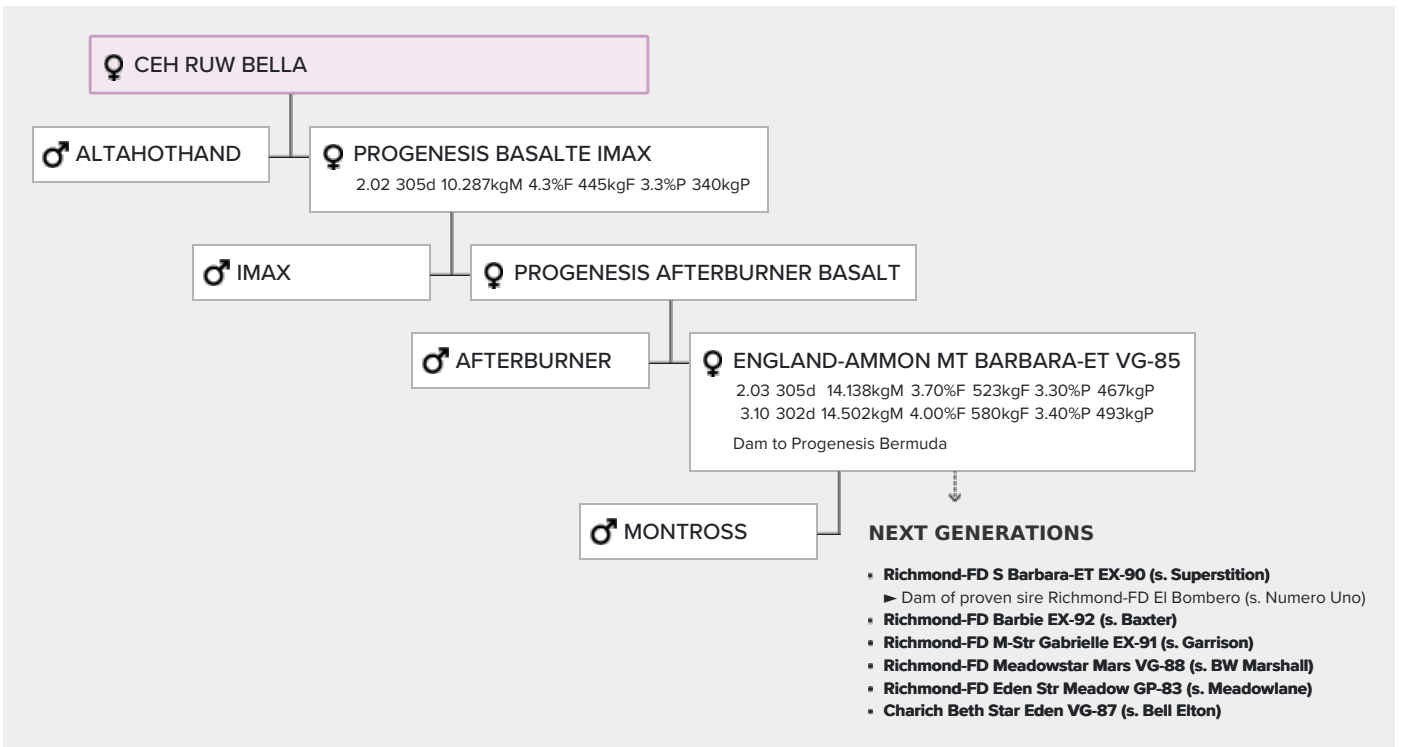 CEH RUW BELLA
ALTAHOTHAND
PROGENESIS BASALTE IMAX
2.02 305d 10.287kgM 4.3%F 445kgF 3.3%P 340kgP
IMAX
PROGENESIS AFTERBURNER BASALT
AFTERBURNER
ENGLAND-AMMON MT BARBARA-ET VG-85
2.03 305d 14.138kgM 3.70%F 523kgF 3.30%P 467kgP
3.10 302d 14.502kgM 4.00%F 580kgF 3.40%P 493kgP
Dam to Progenesis Bermuda
MONTROSS
NEXT GENERATIONS
Richmond-FD S Barbara-ET EX-90 (s. Superstition)
► Dam of proven sire Richmond-FD El Bombero (s. Numero Uno)
Richmond-FD Barbie EX-92 (s. Baxter)
Richmond-FD M-Str Gabrielle EX-91 (s. Garrison)
Richmond-FD Meadowstar Mars VG-88 (s. BW Marshall)
Richmond-FD Eden Str Meadow GP-83 (s. Meadowlane)
Charich Beth Star Eden VG-87 (s. Bell Elton)